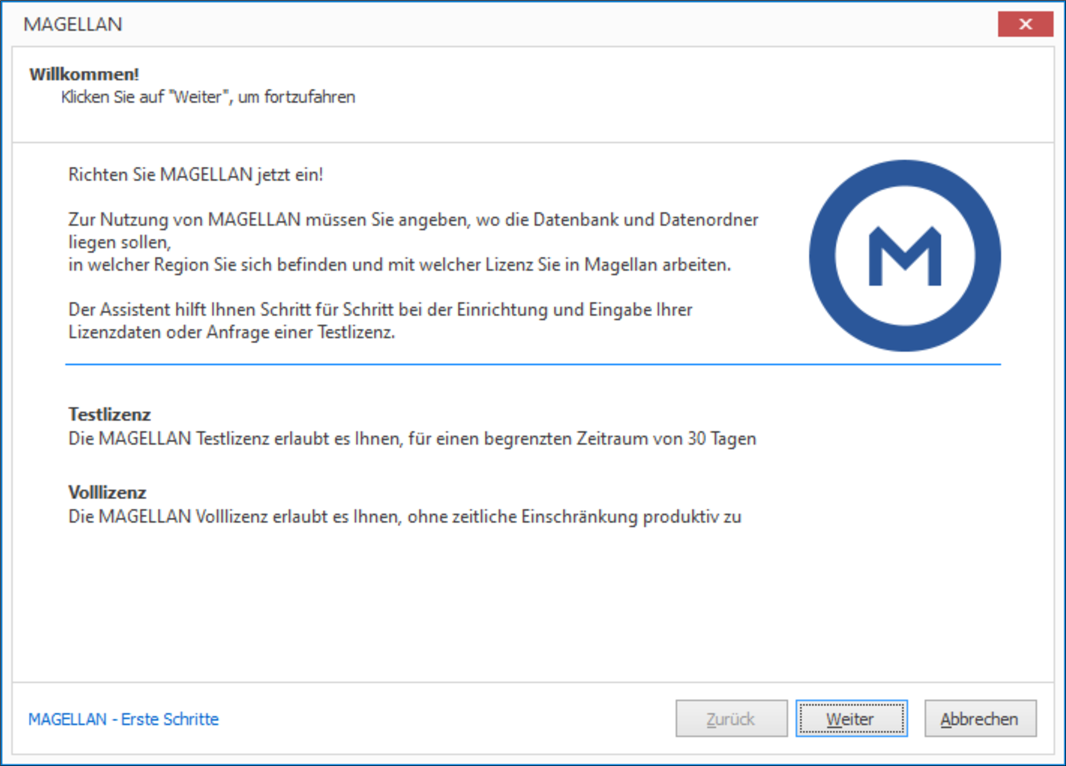 MAGELLAN
Willkommen!
Klicken Sie auf "Weiter", um fortzufahren
Richten Sie MAGELLAN jetzt ein!
Zur Nutzung von MAGELLAN müssen Sie angeben, wo die Datenbank und Datenordner
liegen sollen,
in welcher Region Sie sich befinden und mit welcher Lizenz Sie in Magellan arbeiten.
Der Assistent hilft Ihnen Schritt für Schritt bei der Einrichtung und Eingabe Ihrer
Lizenzdaten oder Anfrage einer Testlizenz.
M
Testlizenz
Die MAGELLAN Testlizenz erlaubt es Ihnen, für einen begrenzten Zeitraum von 30 Tagen
Volllizenz
Die MAGELLAN Volllizenz erlaubt es Ihnen, ohne zeitliche Einschränkung produktiv zu
MAGELLAN - Erste Schritte
Zurück
Weiter
Abbrechen